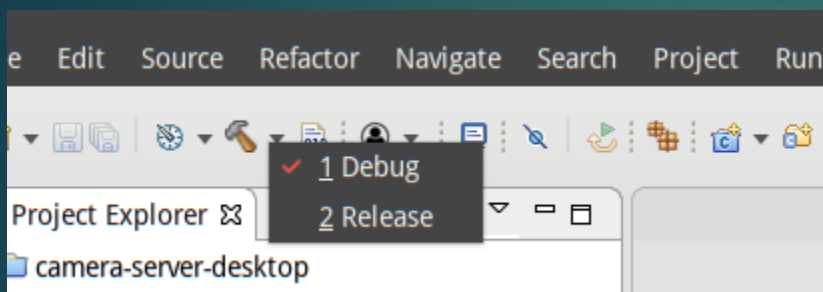 e Edit Source Refactor Navigate Search Project Run
1 Debug
2 Release
Project Explorer
camera-server-desktop